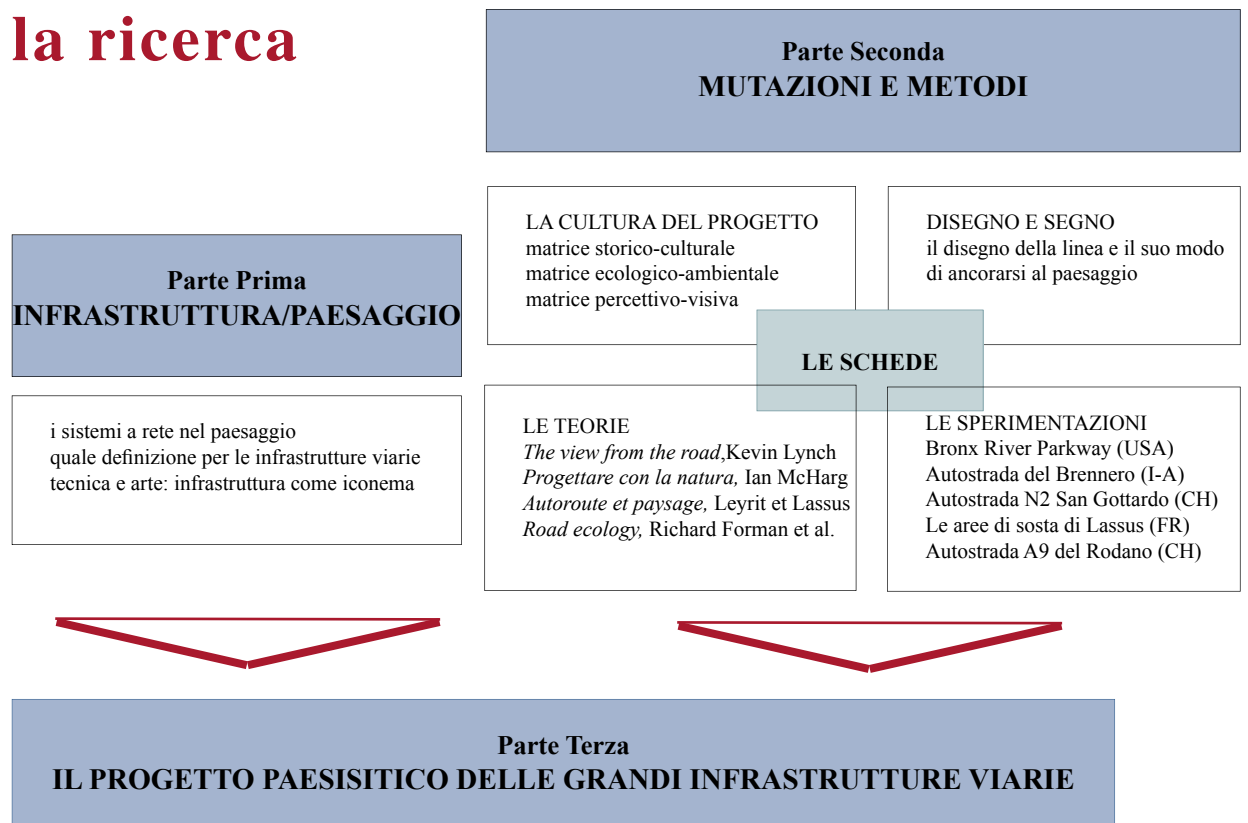 la ricerca
Parte Prima
INFRASTRUTTURA/PAESAGGIO
i sistemi a rete nel paesaggio
quale definizione per le infrastrutture viarie
tecnica e arte: infrastruttura come iconema
Parte Seconda
MUTAZIONI E METODI
LA CULTURA DEL PROGETTO
matrice storico-culturale
matrice ecologico-ambientale
matrice percettivo-visiva
DISEGNO E SEGNO
il disegno della linea e il suo modo
di ancorarsi al paesaggio
LE SCHEDE
LE TEORIE
The view from the road,Kevin Lynch
Progettare con la natura, Ian McHarg
Autoroute et paysage, Leyrit et Lassus
Road ecology, Richard Forman et al.
LE SPERIMENTAZIONI
Bronx River Parkway (USA)
Autostrada del Brennero (I-A)
Autostrada N2 San Gottardo (CH)
Le aree di sosta di Lassus (FR)
Autostrada A9 del Rodano (CH)
Parte Terza
IL PROGETTO PAESISITICO DELLE GRANDI INFRASTRUTTURE VIARIE